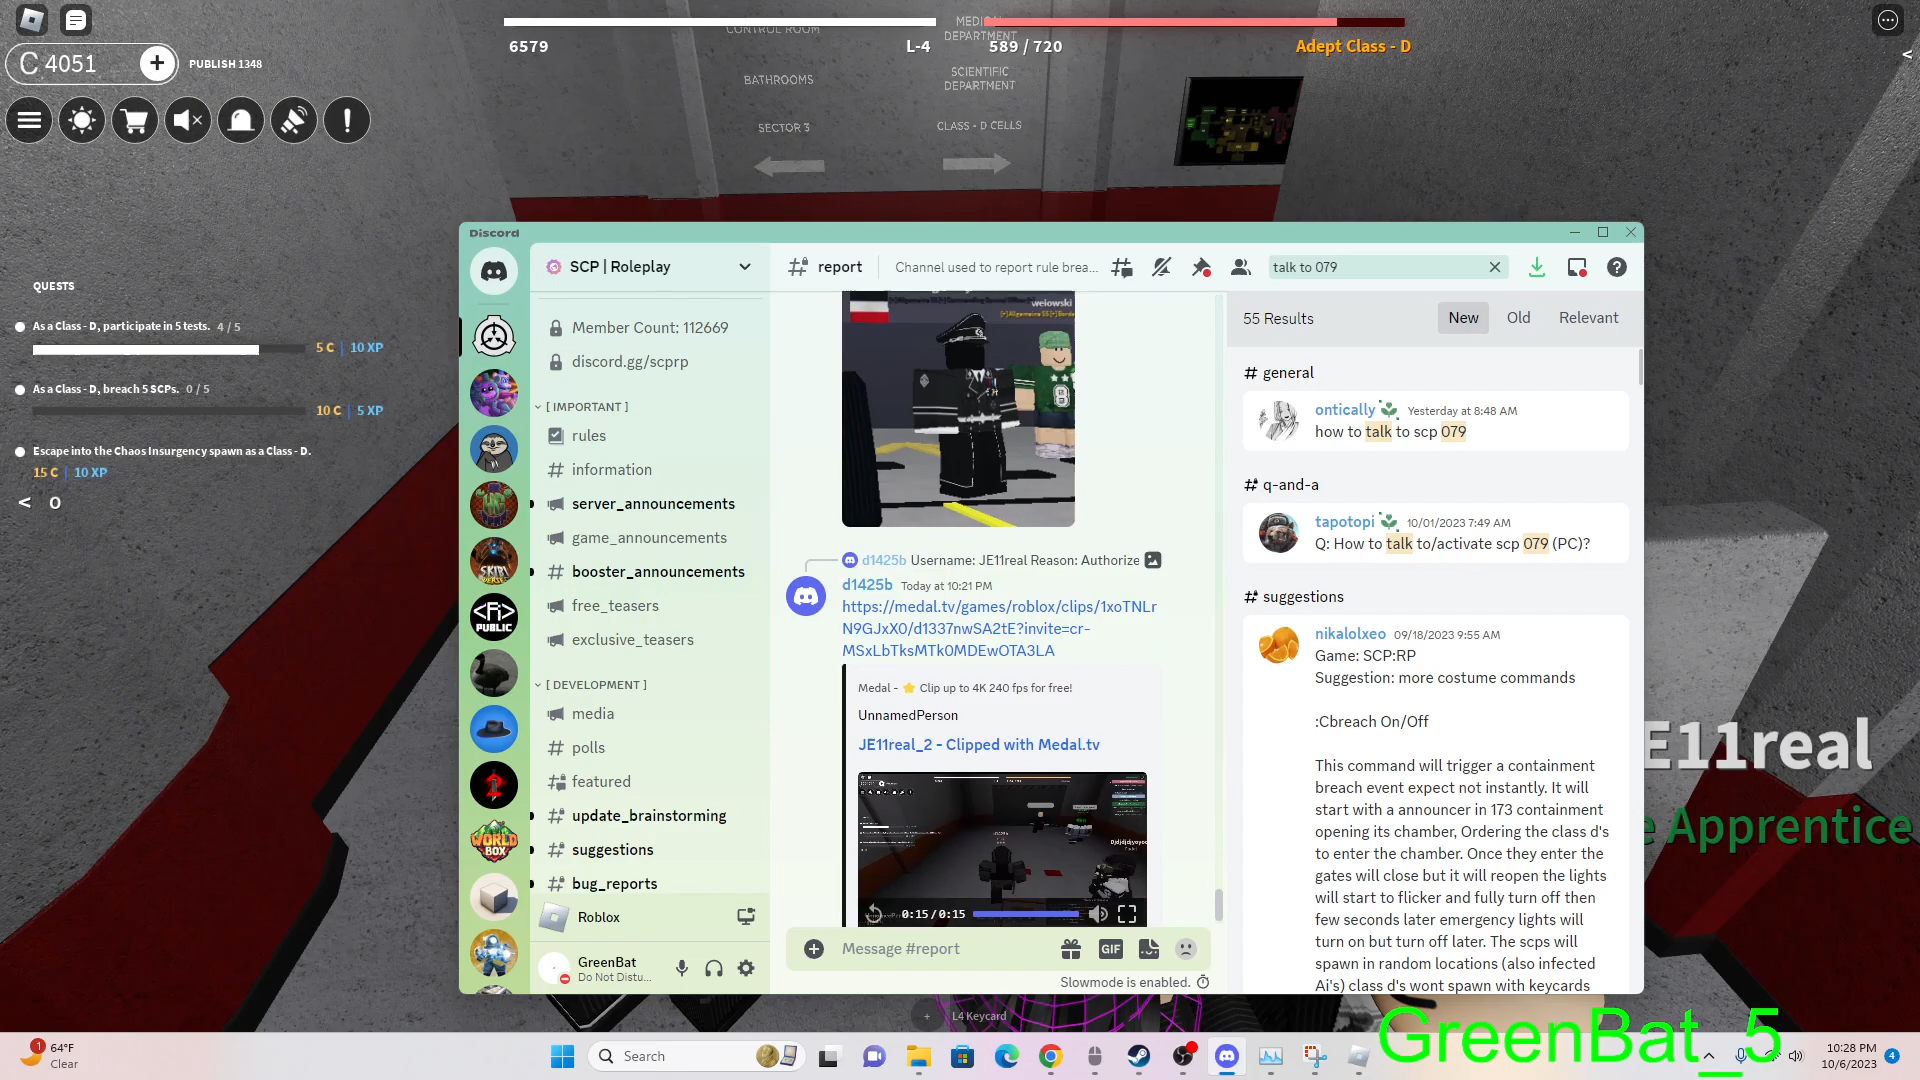 C 4051
+
PUBLISH 1348
6579
L-4
589 / 720
Adept Class - D
CONTROL ROOM
MEDICAL
DEPARTMENT
BATHROOMS
SCIENTIFIC
DEPARTMENT
SECTOR 3
CLASS - D CELLS
QUESTS
As a Class - D, participate in 5 tests. 4 / 5
5 C | 10 XP
As a Class - D, breach 5 SCPs. 0 / 5
10 C | 5 XP
Escape into the Chaos Insurgency spawn as a Class - D.
15 C | 10 XP
< 0
Discord
SCP | Roleplay
Member Count: 112669
discord.gg/scprp
[ IMPORTANT ]
rules
information
server_announcements
game_announcements
booster_announcements
free_teasers
exclusive_teasers
[ DEVELOPMENT ]
media
polls
featured
update_brainstorming
suggestions
bug_reports
Roblox
GreenBat
Do Not Distu...
<FI>
PUBLIC
WORLD
BOX
report
Channel used to report rule brea...
talk to 079
weiowski
d1425b Username: JE11real Reason: Authorize
d1425b Today at 10:21 PM
https://medal.tv/games/roblox/clips/1xoTNLr
N9GJxX0/d1337nwSA2tE?invite=cr-
MSxLbTksMTk0MDEwOTA3LA
Medal - ⭐ Clip up to 4K 240 fps for free!
UnnamedPerson
JE11real_2 - Clipped with Medal.tv
0:15/0:15
Message #report
GIF
Slowmode is enabled.
55 Results
New
Old
Relevant
# general
ontically Yesterday at 8:48 AM
how to talk to scp 079
q-and-a
tapotopi 10/01/2023 7:49 AM
Q: How to talk to/activate scp 079 (PC)?
suggestions
nikalolxeo 09/18/2023 9:55 AM
Game: SCP:RP
Suggestion: more costume commands
:Cbreach On/Off
This command will trigger a containment
breach event expect not instantly. It will
start with a announcer in 173 containment
opening its chamber, Ordering the class d's
to enter the chamber. Once they enter the
gates will close but it will reopen the lights
will start to flicker and fully turn off then
few seconds later emergency lights will
turn on but turn off later. The scps will
spawn in random locations (also infected
Ai's) class d's wont spawn with keycards
E11real
e Apprentice
+ L4 Keycard
GreenBat_5
1
64°F
Clear
Search
10:28 PM
10/6/2023
4